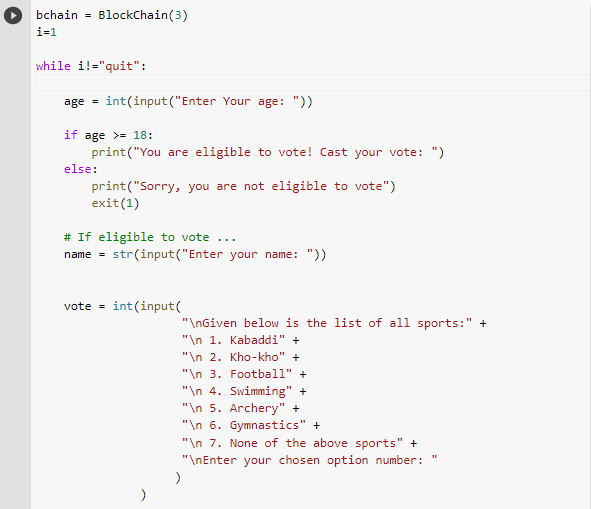 bchain = BlockChain(3)
i=1
while i!="quit":
    age = int(input("Enter Your age: "))
    if age >= 18:
        print("You are eligible to vote! Cast your vote: ")
    else:
        print("Sorry, you are not eligible to vote")
        exit(1)
    # If eligible to vote ...
    name = str(input("Enter your name: "))
    vote = int(input(
                     "\nGiven below is the list of all sports:" +
                     "\n 1. Kabaddi" +
                     "\n 2. Kho-kho" +
                     "\n 3. Football" +
                     "\n 4. Swimming" +
                     "\n 5. Archery" +
                     "\n 6. Gymnastics" +
                     "\n 7. None of the above sports" +
                     "\nEnter your chosen option number: "
                    )
               )